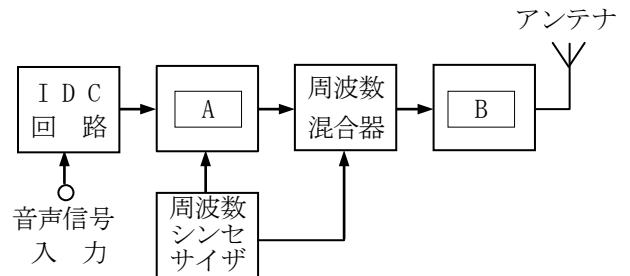 アンテナ
ＩＤＣ
回　路
A
周波数
混合器
B
音声信号
入　力
周波数
シンセ
サイザ